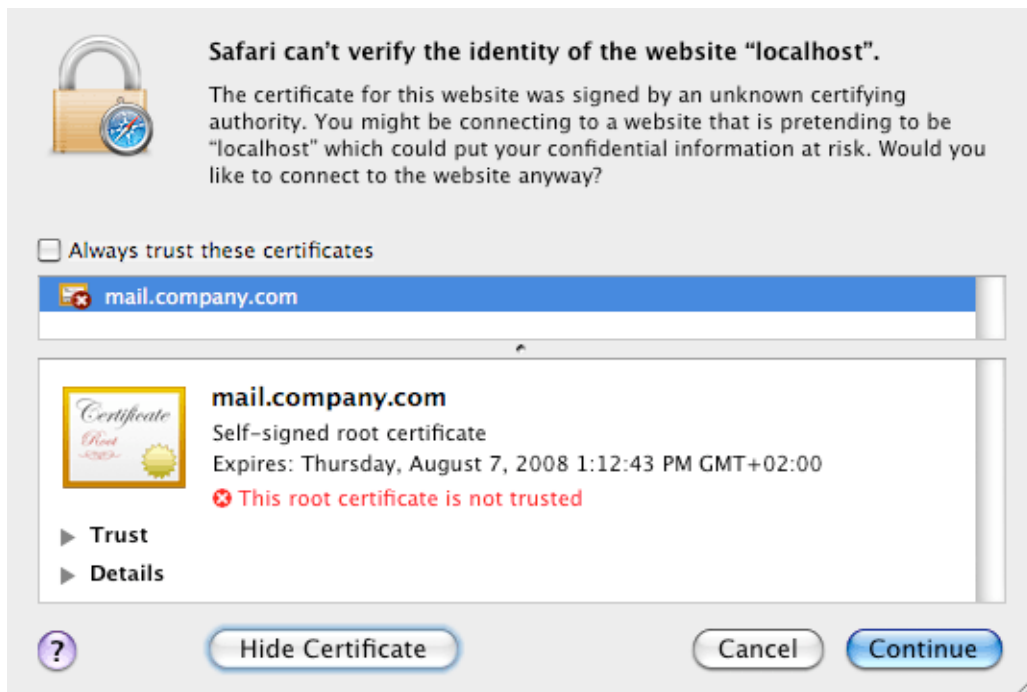 Safari can’t verify the identity of the website “localhost”.
The certificate for this website was signed by an unknown certifying
authority. You might be connecting to a website that is pretending to be
“localhost” which could put your confidential information at risk. Would you
like to connect to the website anyway?
Always trust these certificates
mail.company.com
Certificate
Root
mail.company.com
Self-signed root certificate
Expires: Thursday, August 7, 2008 1:12:43 PM GMT+02:00
This root certificate is not trusted
Trust
Details
?
Hide Certificate
Cancel
Continue